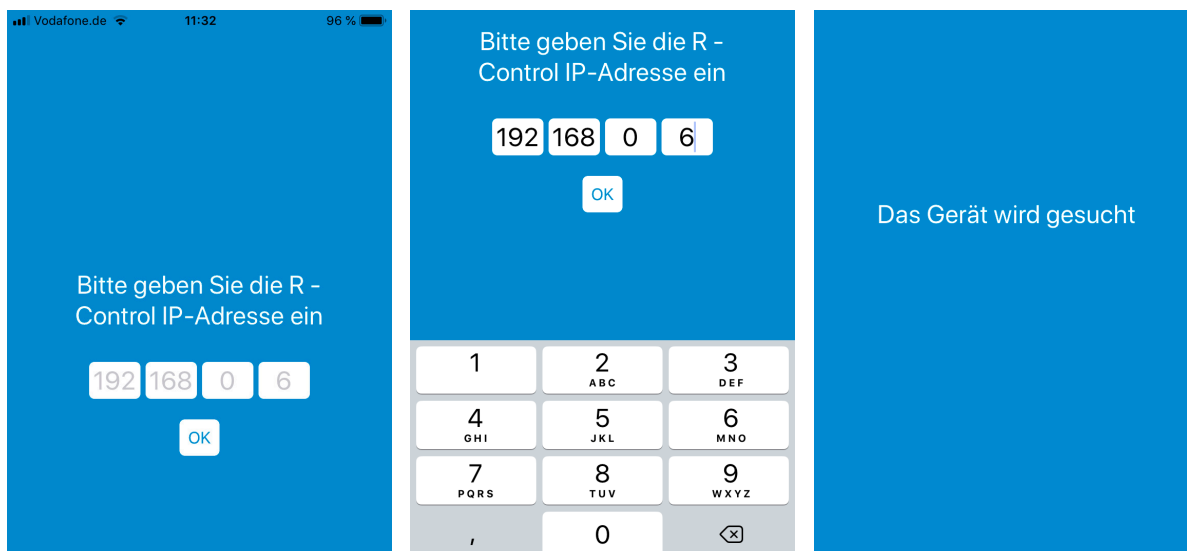 Vodafone.de 11:32 96 %
Bitte geben Sie die R -
Control IP-Adresse ein
192 168 0 6
OK
Bitte geben Sie die R -
Control IP-Adresse ein
192 168 0 6
OK
1 2 3
ABC DEF
4 5 6
GHI JKL MNO
7 8 9
PQRS TUV WXYZ
, 0
Das Gerät wird gesucht